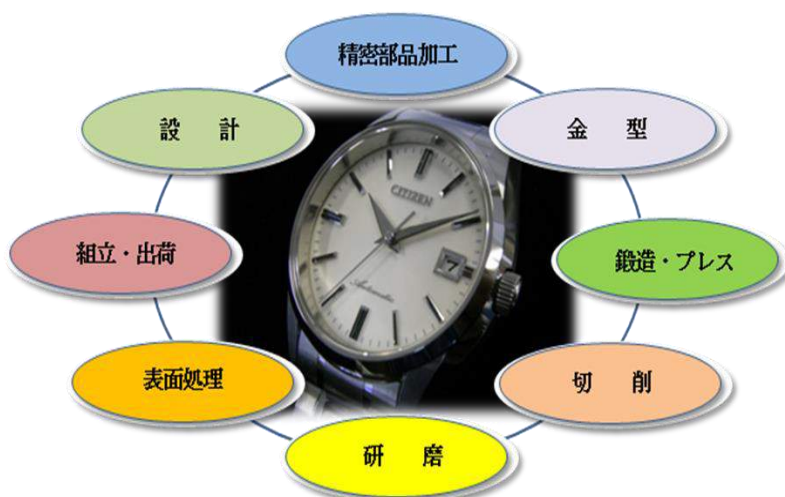 精密部品加工
設　計
金　型
CITIZEN
組立・出荷
鍛造・プレス
7
Automatic
表面処理
切　削
研　磨